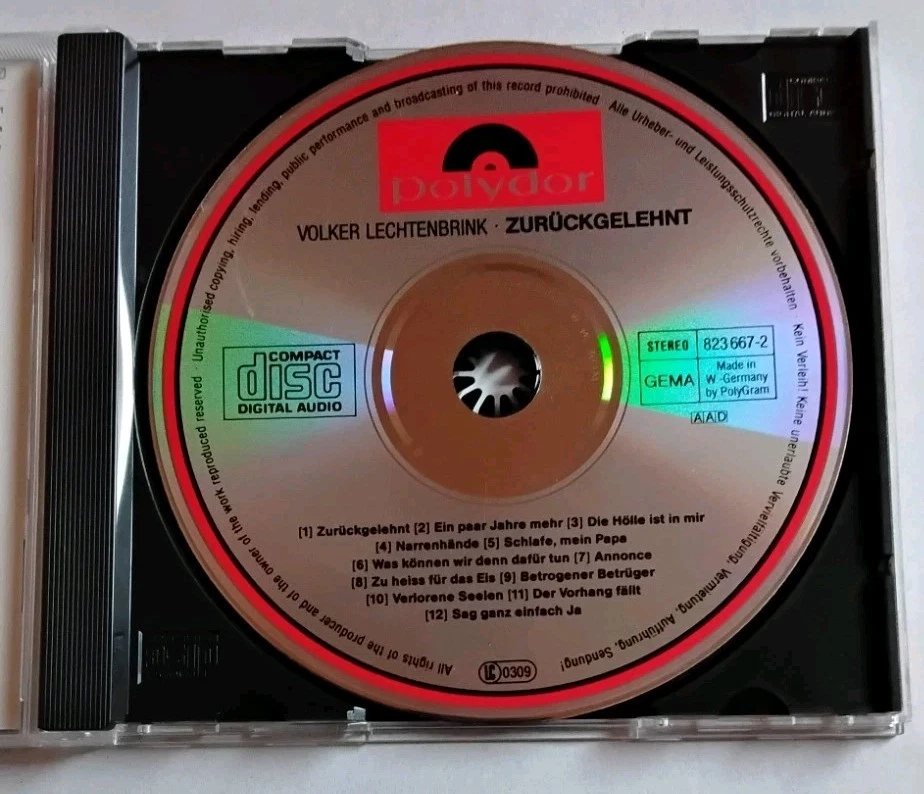 polydor
VOLKER LECHTENBRINK · ZURÜCKGELEHNT
COMPACT
disc
DIGITAL AUDIO
STEREO 823 667-2
GEMA
Made in
W.-Germany
by PolyGram
AAD
[1] Zurückgelehnt [2] Ein paar Jahre mehr [3] Die Hölle ist in mir
[4] Narrenhände [5] Schlafe, mein Papa
[6] Was können wir denn dafür tun [7] Annonce
[8] Zu heiss für das Eis [9] Betrogener Betrüger
[10] Verlorene Seelen [11] Der Vorhang fällt
[12] Sag ganz einfach Ja
LC 0309
All rights of the producer and of the owner of the work reproduced reserved · Unauthorised copying, hiring, lending, public performance and broadcasting of this record prohibited · Alle Urheber- und Leistungsschutzrechte vorbehalten · Kein Verleih! Keine unerlaubte Vervielfältigung, Vermietung, Aufführung, Sendung!